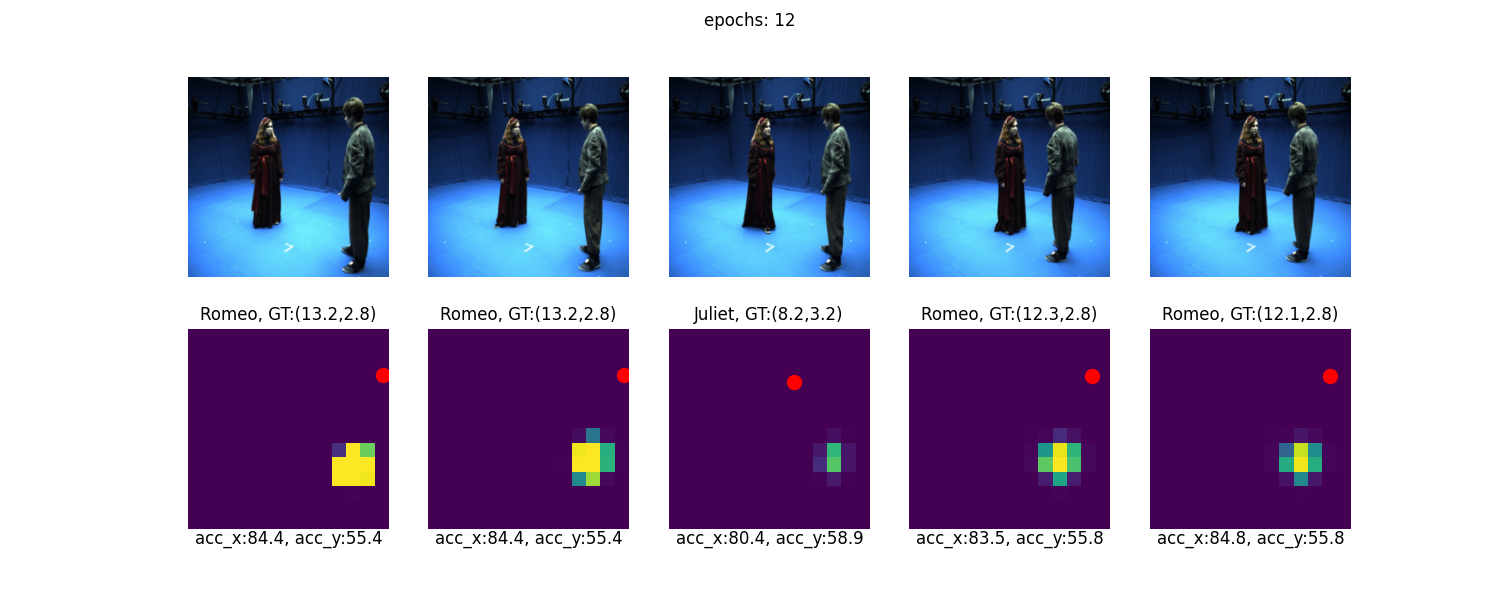 epochs: 12
Romeo, GT:(13.2,2.8)
Romeo, GT:(13.2,2.8)
Juliet, GT:(8.2,3.2)
Romeo, GT:(12.3,2.8)
Romeo, GT:(12.1,2.8)
acc_x:84.4, acc_y:55.4
acc_x:84.4, acc_y:55.4
acc_x:80.4, acc_y:58.9
acc_x:83.5, acc_y:55.8
acc_x:84.8, acc_y:55.8